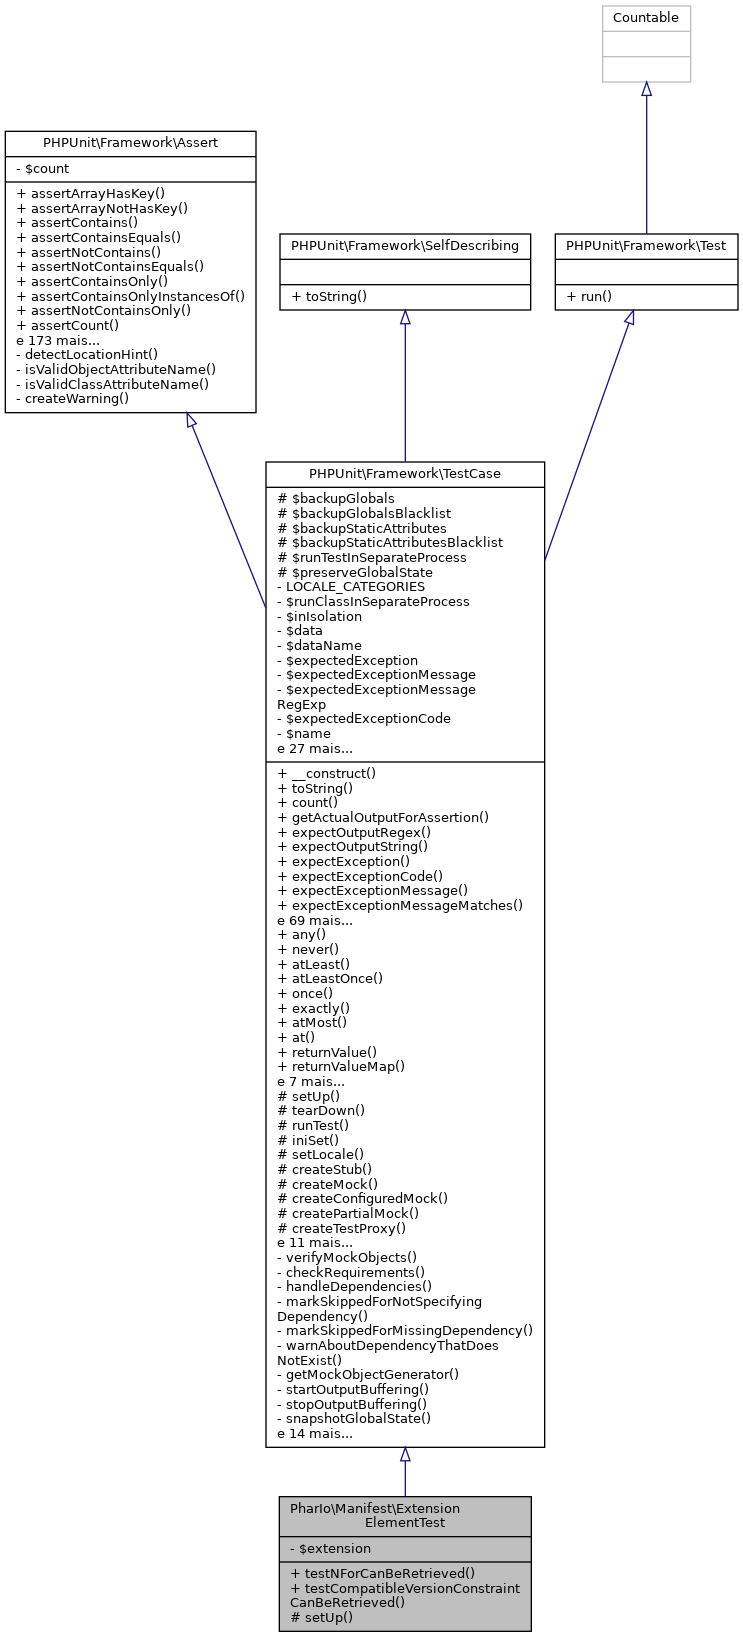 Countable
PHPUnit\Framework\Assert
- $count
+ assertArrayHasKey()
+ assertArrayNotHasKey()
+ assertContains()
+ assertContainsEquals()
+ assertNotContains()
+ assertNotContainsEquals()
+ assertContainsOnly()
+ assertContainsOnlyInstancesOf()
+ assertNotContainsOnly()
+ assertCount()
e 173 mais...
- detectLocationHint()
- isValidObjectAttributeName()
- isValidClassAttributeName()
- createWarning()
PHPUnit\Framework\SelfDescribing
+ toString()
PHPUnit\Framework\Test
+ run()
PHPUnit\Framework\TestCase
# $backupGlobals
# $backupGlobalsBlacklist
# $backupStaticAttributes
# $backupStaticAttributesBlacklist
# $runTestInSeparateProcess
# $preserveGlobalState
- LOCALE_CATEGORIES
- $runClassInSeparateProcess
- $inIsolation
- $data
- $dataName
- $expectedException
- $expectedExceptionMessage
- $expectedExceptionMessage
RegExp
- $expectedExceptionCode
- $name
e 27 mais...
+ __construct()
+ toString()
+ count()
+ getActualOutputForAssertion()
+ expectOutputRegex()
+ expectOutputString()
+ expectException()
+ expectExceptionCode()
+ expectExceptionMessage()
+ expectExceptionMessageMatches()
e 69 mais...
+ any()
+ never()
+ atLeast()
+ atLeastOnce()
+ once()
+ exactly()
+ atMost()
+ at()
+ returnValue()
+ returnValueMap()
e 7 mais...
# setUp()
# tearDown()
# runTest()
# iniSet()
# setLocale()
# createStub()
# createMock()
# createConfiguredMock()
# createPartialMock()
# createTestProxy()
e 11 mais...
- verifyMockObjects()
- checkRequirements()
- handleDependencies()
- markSkippedForNotSpecifying
Dependency()
- markSkippedForMissingDependency()
- warnAboutDependencyThatDoes
NotExist()
- getMockObjectGenerator()
- startOutputBuffering()
- stopOutputBuffering()
- snapshotGlobalState()
e 14 mais...
PharIo\Manifest\Extension
ElementTest
- $extension
+ testNForCanBeRetrieved()
+ testCompatibleVersionConstraint
CanBeRetrieved()
# setUp()